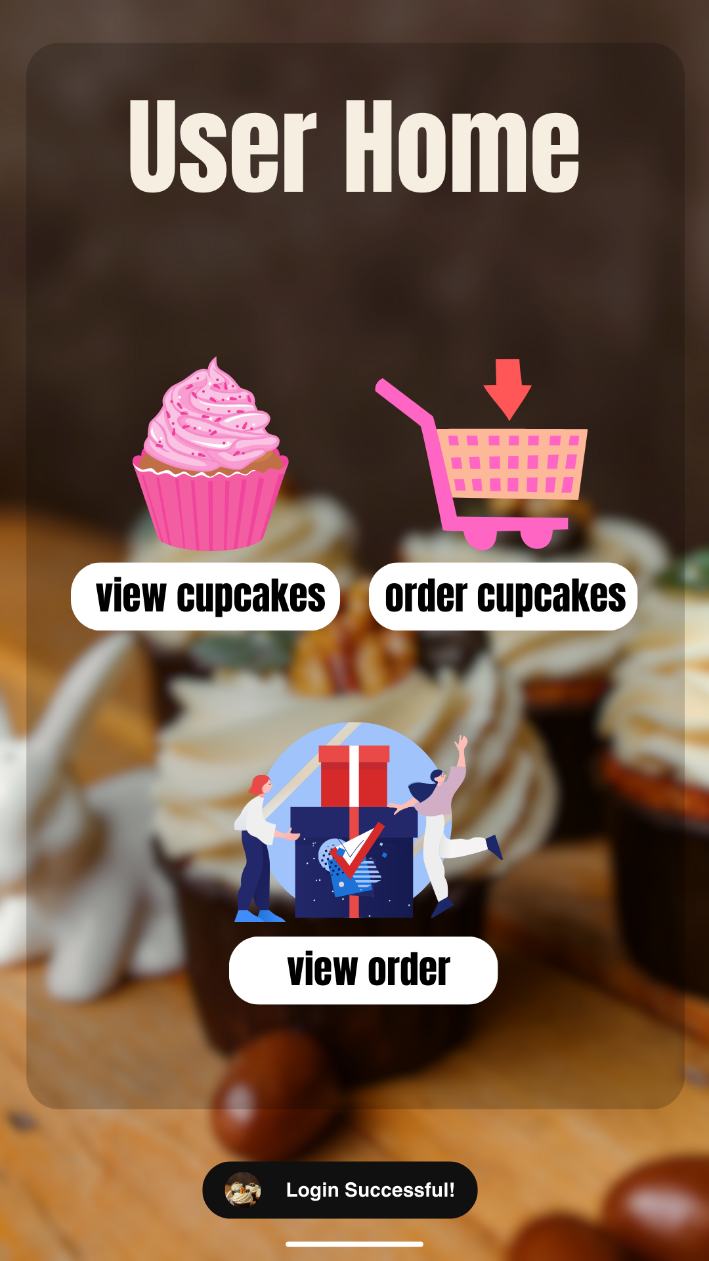 User Home
view cupcakes
order cupcakes
view order
Login Successful!